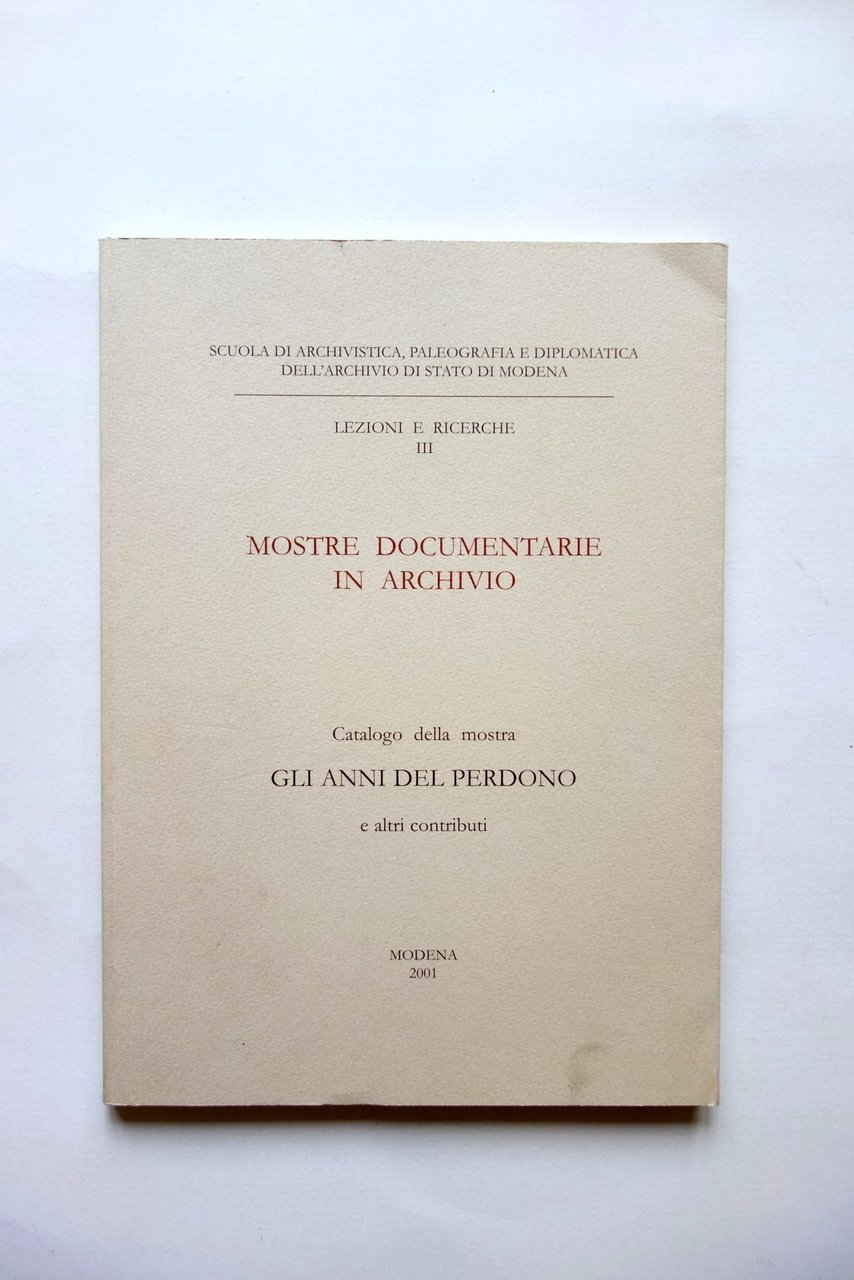 SCUOLA DI ARCHIVISTICA, PALEOGRAFIA E DIPLOMATICA
DELL'ARCHIVIO DI STATO DI MODENA
LEZIONI E RICERCHE
III
MOSTRE DOCUMENTARIE
IN ARCHIVIO
Catalogo della mostra
GLI ANNI DEL PERDONO
e altri contributi
MODENA
2001